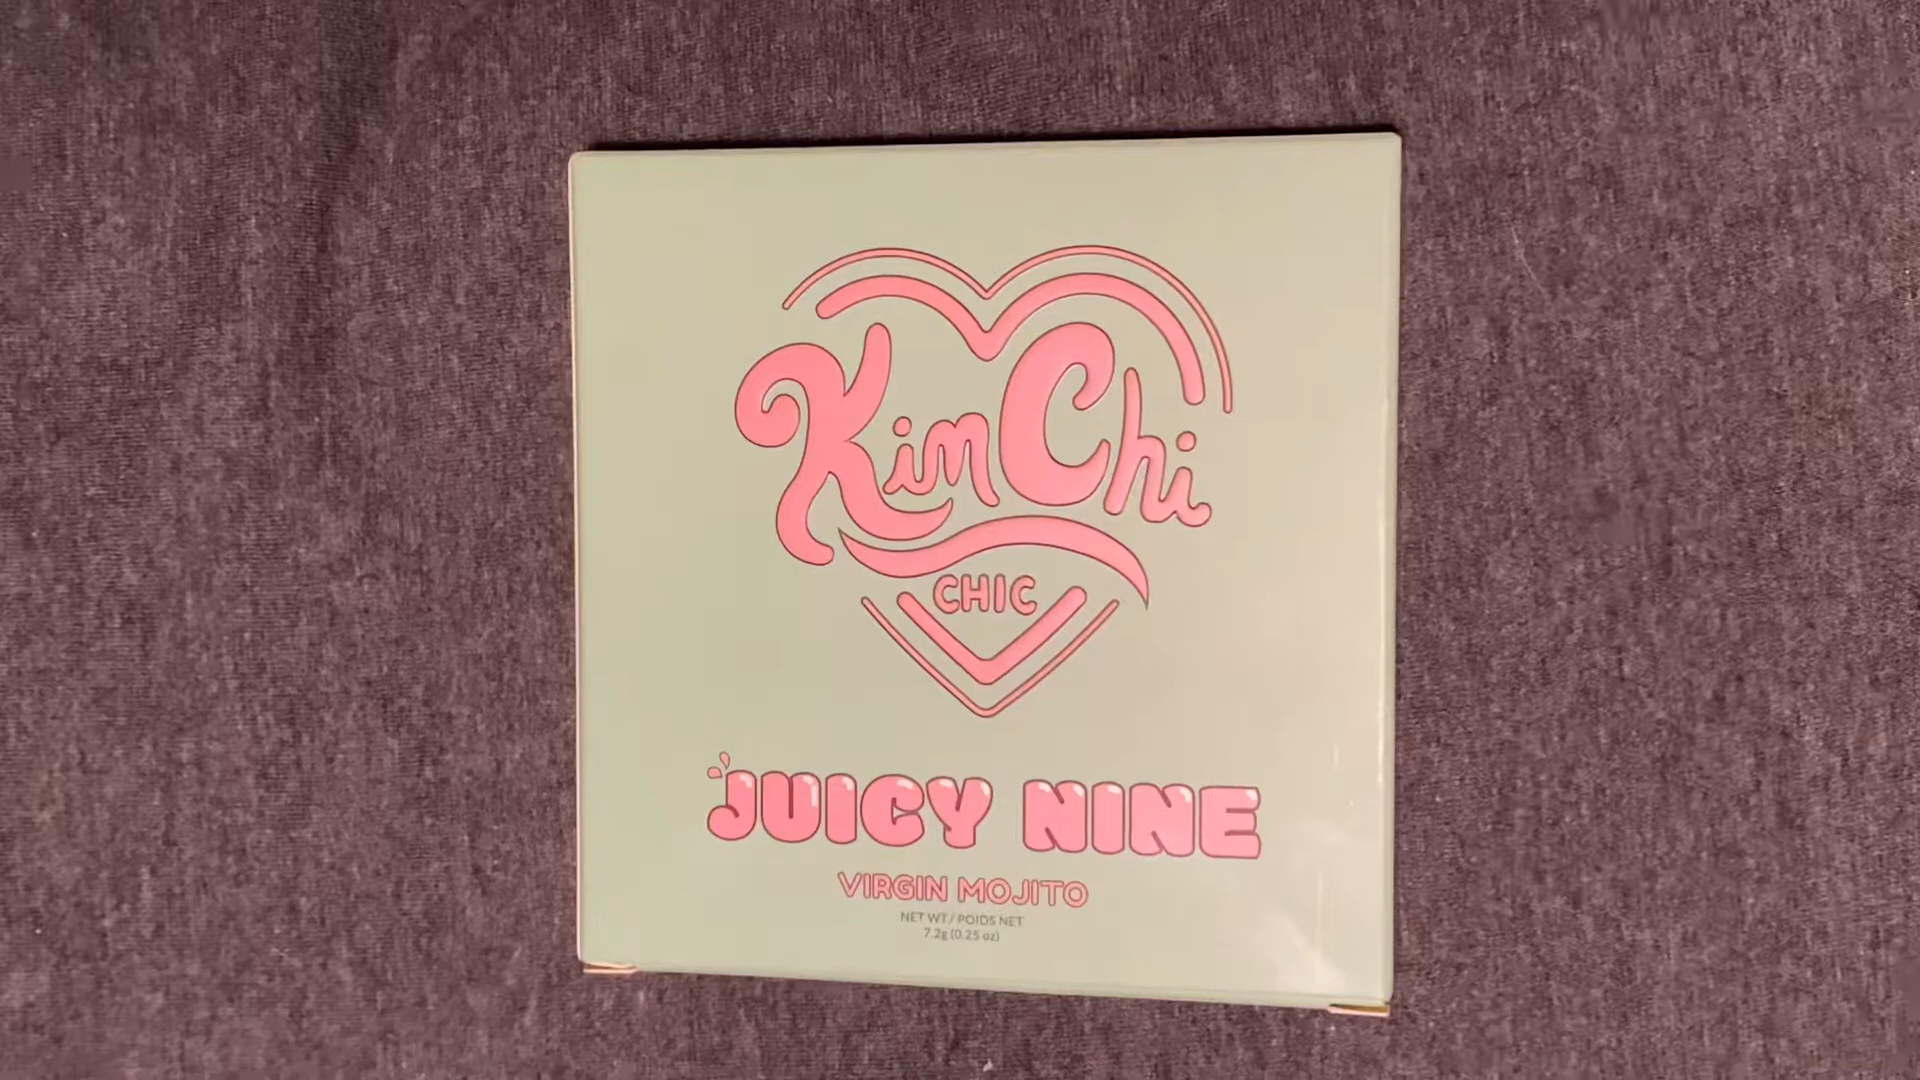 KimChi
CHIC
JUICY NINE
VIRGIN MOJITO
NET WT./ POIDS NET
7.2g (0.25 oz)